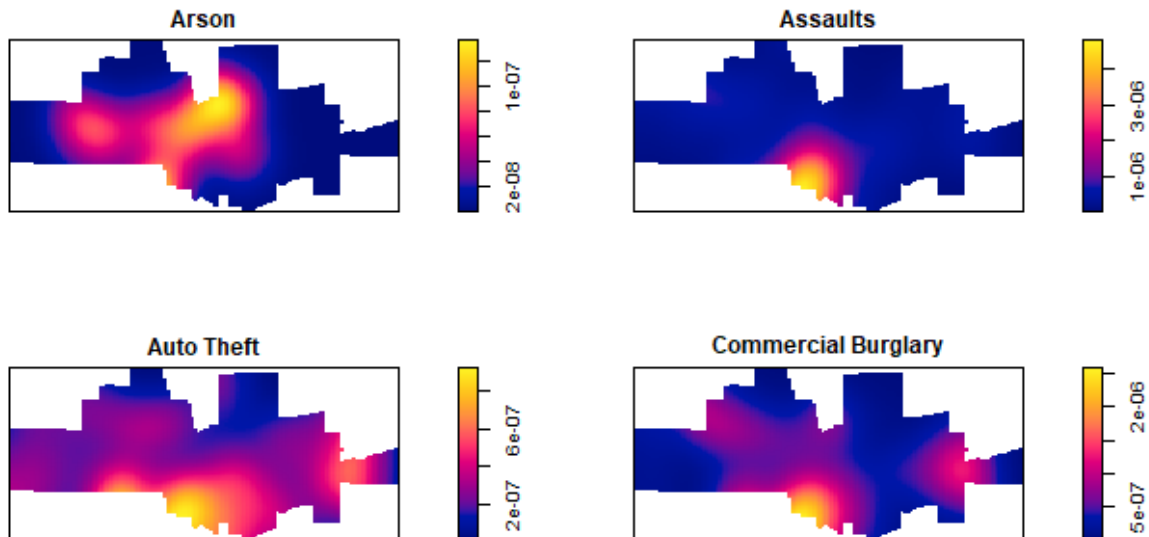 Arson
1e-07
2e-08
Assaults
3e-06
1e-06
Auto Theft
6e-07
2e-07
Commercial Burglary
2e-06
5e-07